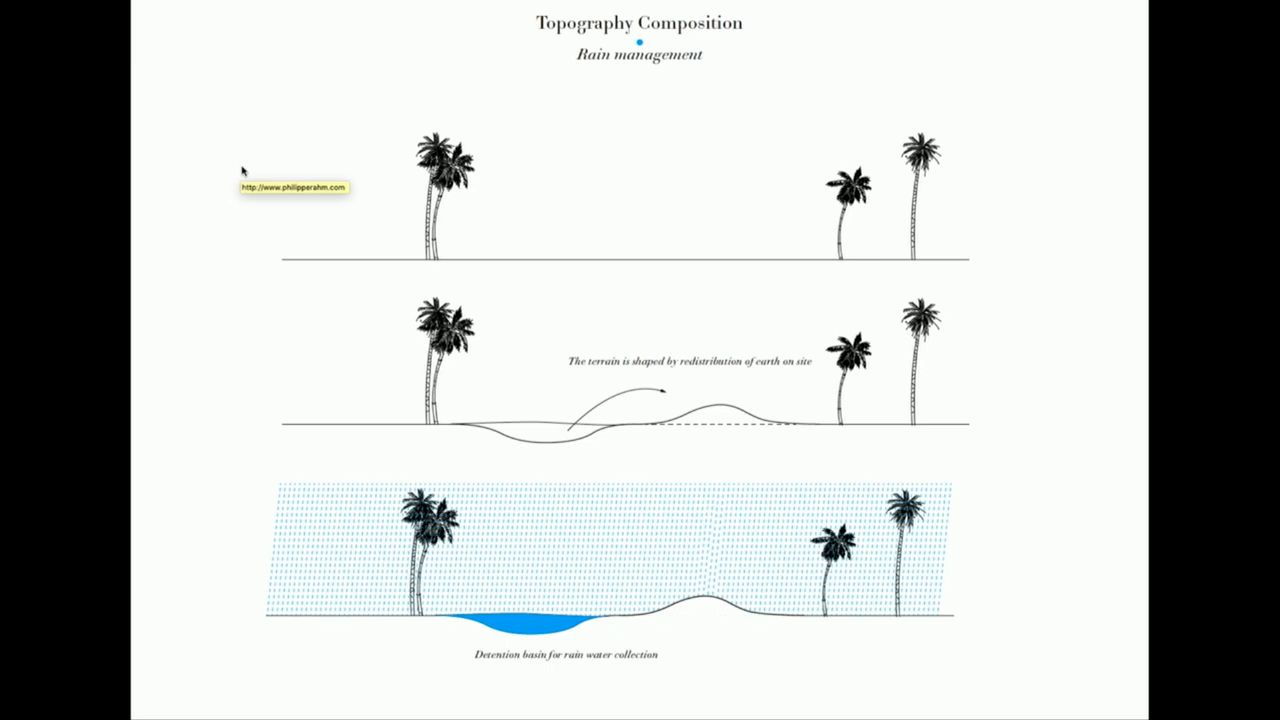 Topography Composition
Rain management
http://www.philipperahm.com
The terrain is shaped by redistribution of earth on site
Detention basin for rain water collection